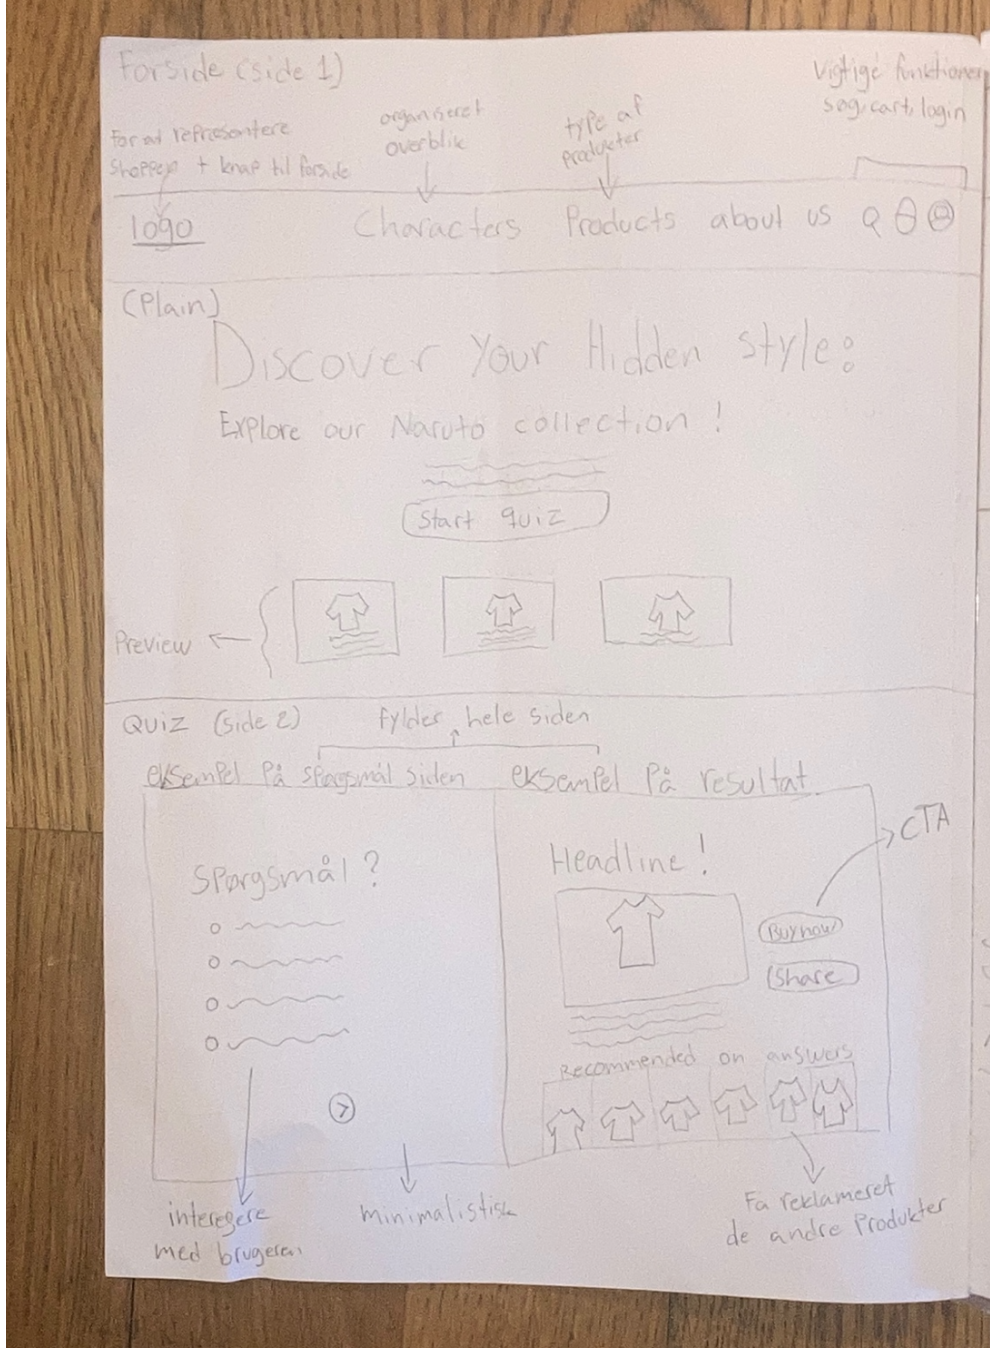 Forside (side 1)
Vigtige funktioner
søg, cart, login
organiseret
overblik
type af
produkter
For at repræsentere
shoppen + knap til forside
logo
Characters Products about us
(Plain)
Discover Your Hidden style:
Explore our Naruto collection!
Start quiz
Preview
Quiz (side 2)
fylder hele siden
eksempel på spøgsmål siden
eksempel på resultat
CTA
Spørgsmål?
Headline!
Buy now
Share
Recommended on answers
interegere
med brugeren
minimalistisk
Få reklameret
de andre produkter